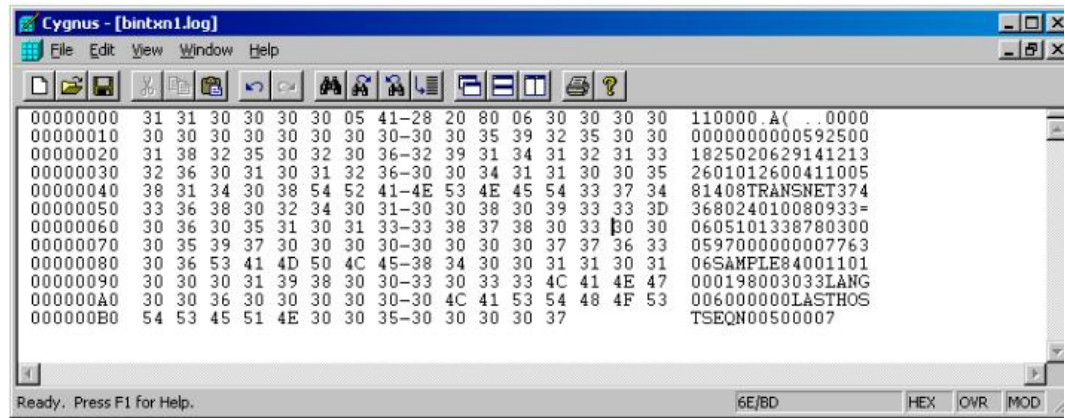 Cygnus - [bintxn1.log]
File Edit View Window Help
00000000 31 31 30 30 30 30 05 41-28 20 80 06 30 30 30 30 110000.A( ..0000
00000010 30 30 30 30 30 30 30 30-30 30 35 39 32 35 30 30 0000000000592500
00000020 31 38 32 35 30 32 30 36-32 39 31 34 31 32 31 33 1825020629141213
00000030 32 36 30 31 30 31 32 36-30 30 34 31 31 30 30 35 2601012600411005
00000040 38 31 34 30 38 54 52 41-4E 53 4E 45 54 33 37 34 81408TRANSNET374
00000050 33 36 38 30 32 34 30 31-30 30 38 30 39 33 33 3D 368024010080933=
00000060 30 36 30 35 31 30 31 33-33 38 37 38 30 33 30 30 0605101338780300
00000070 30 35 39 37 30 30 30 30-30 30 30 30 37 37 36 33 0597000000007763
00000080 30 36 53 41 4D 50 4C 45-38 34 30 30 31 31 30 31 06SAMPLE84001101
00000090 30 30 30 31 39 38 30 30-33 30 33 33 4C 41 4E 47 000198003033LANG
000000A0 30 30 36 30 30 30 30 30-30 4C 41 53 54 48 4F 53 006000000LASTHOS
000000B0 54 53 45 51 4E 30 30 35-30 30 30 30 37 TSEQN00500007
Ready. Press F1 for Help. 6E/BD HEX OVR MOD